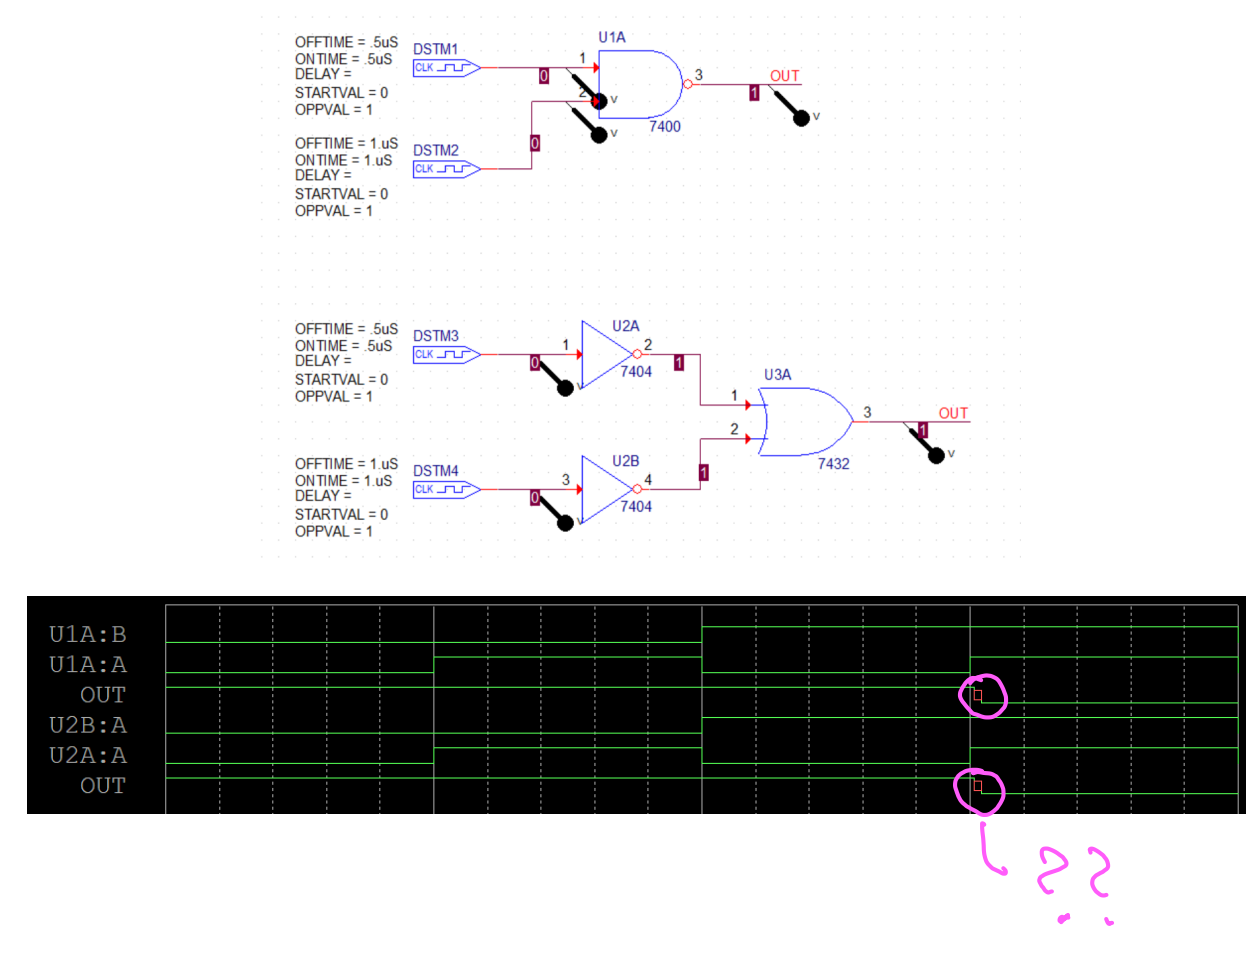 U1A
OFFTIME = .5uS
DSTM1
ONTIME = .5uS
CLK
DELAY =
STARTVAL = 0
OPPVAL = 1
1
0
2
V
V
3
OUT
1
V
7400
OFFTIME = 1.uS
DSTM2
ONTIME = 1.uS
CLK
DELAY =
STARTVAL = 0
OPPVAL = 1
0
OFFTIME = .5uS
DSTM3
ONTIME = .5uS
CLK
DELAY =
STARTVAL = 0
OPPVAL = 1
0
1
V
U2A
2
7404
1
U3A
1
2
3
OUT
1
V
7432
OFFTIME = 1.uS
DSTM4
ONTIME = 1.uS
CLK
DELAY =
STARTVAL = 0
OPPVAL = 1
0
3
V
U2B
4
7404
1
U1A:B
U1A:A
OUT
U2B:A
U2A:A
OUT
??